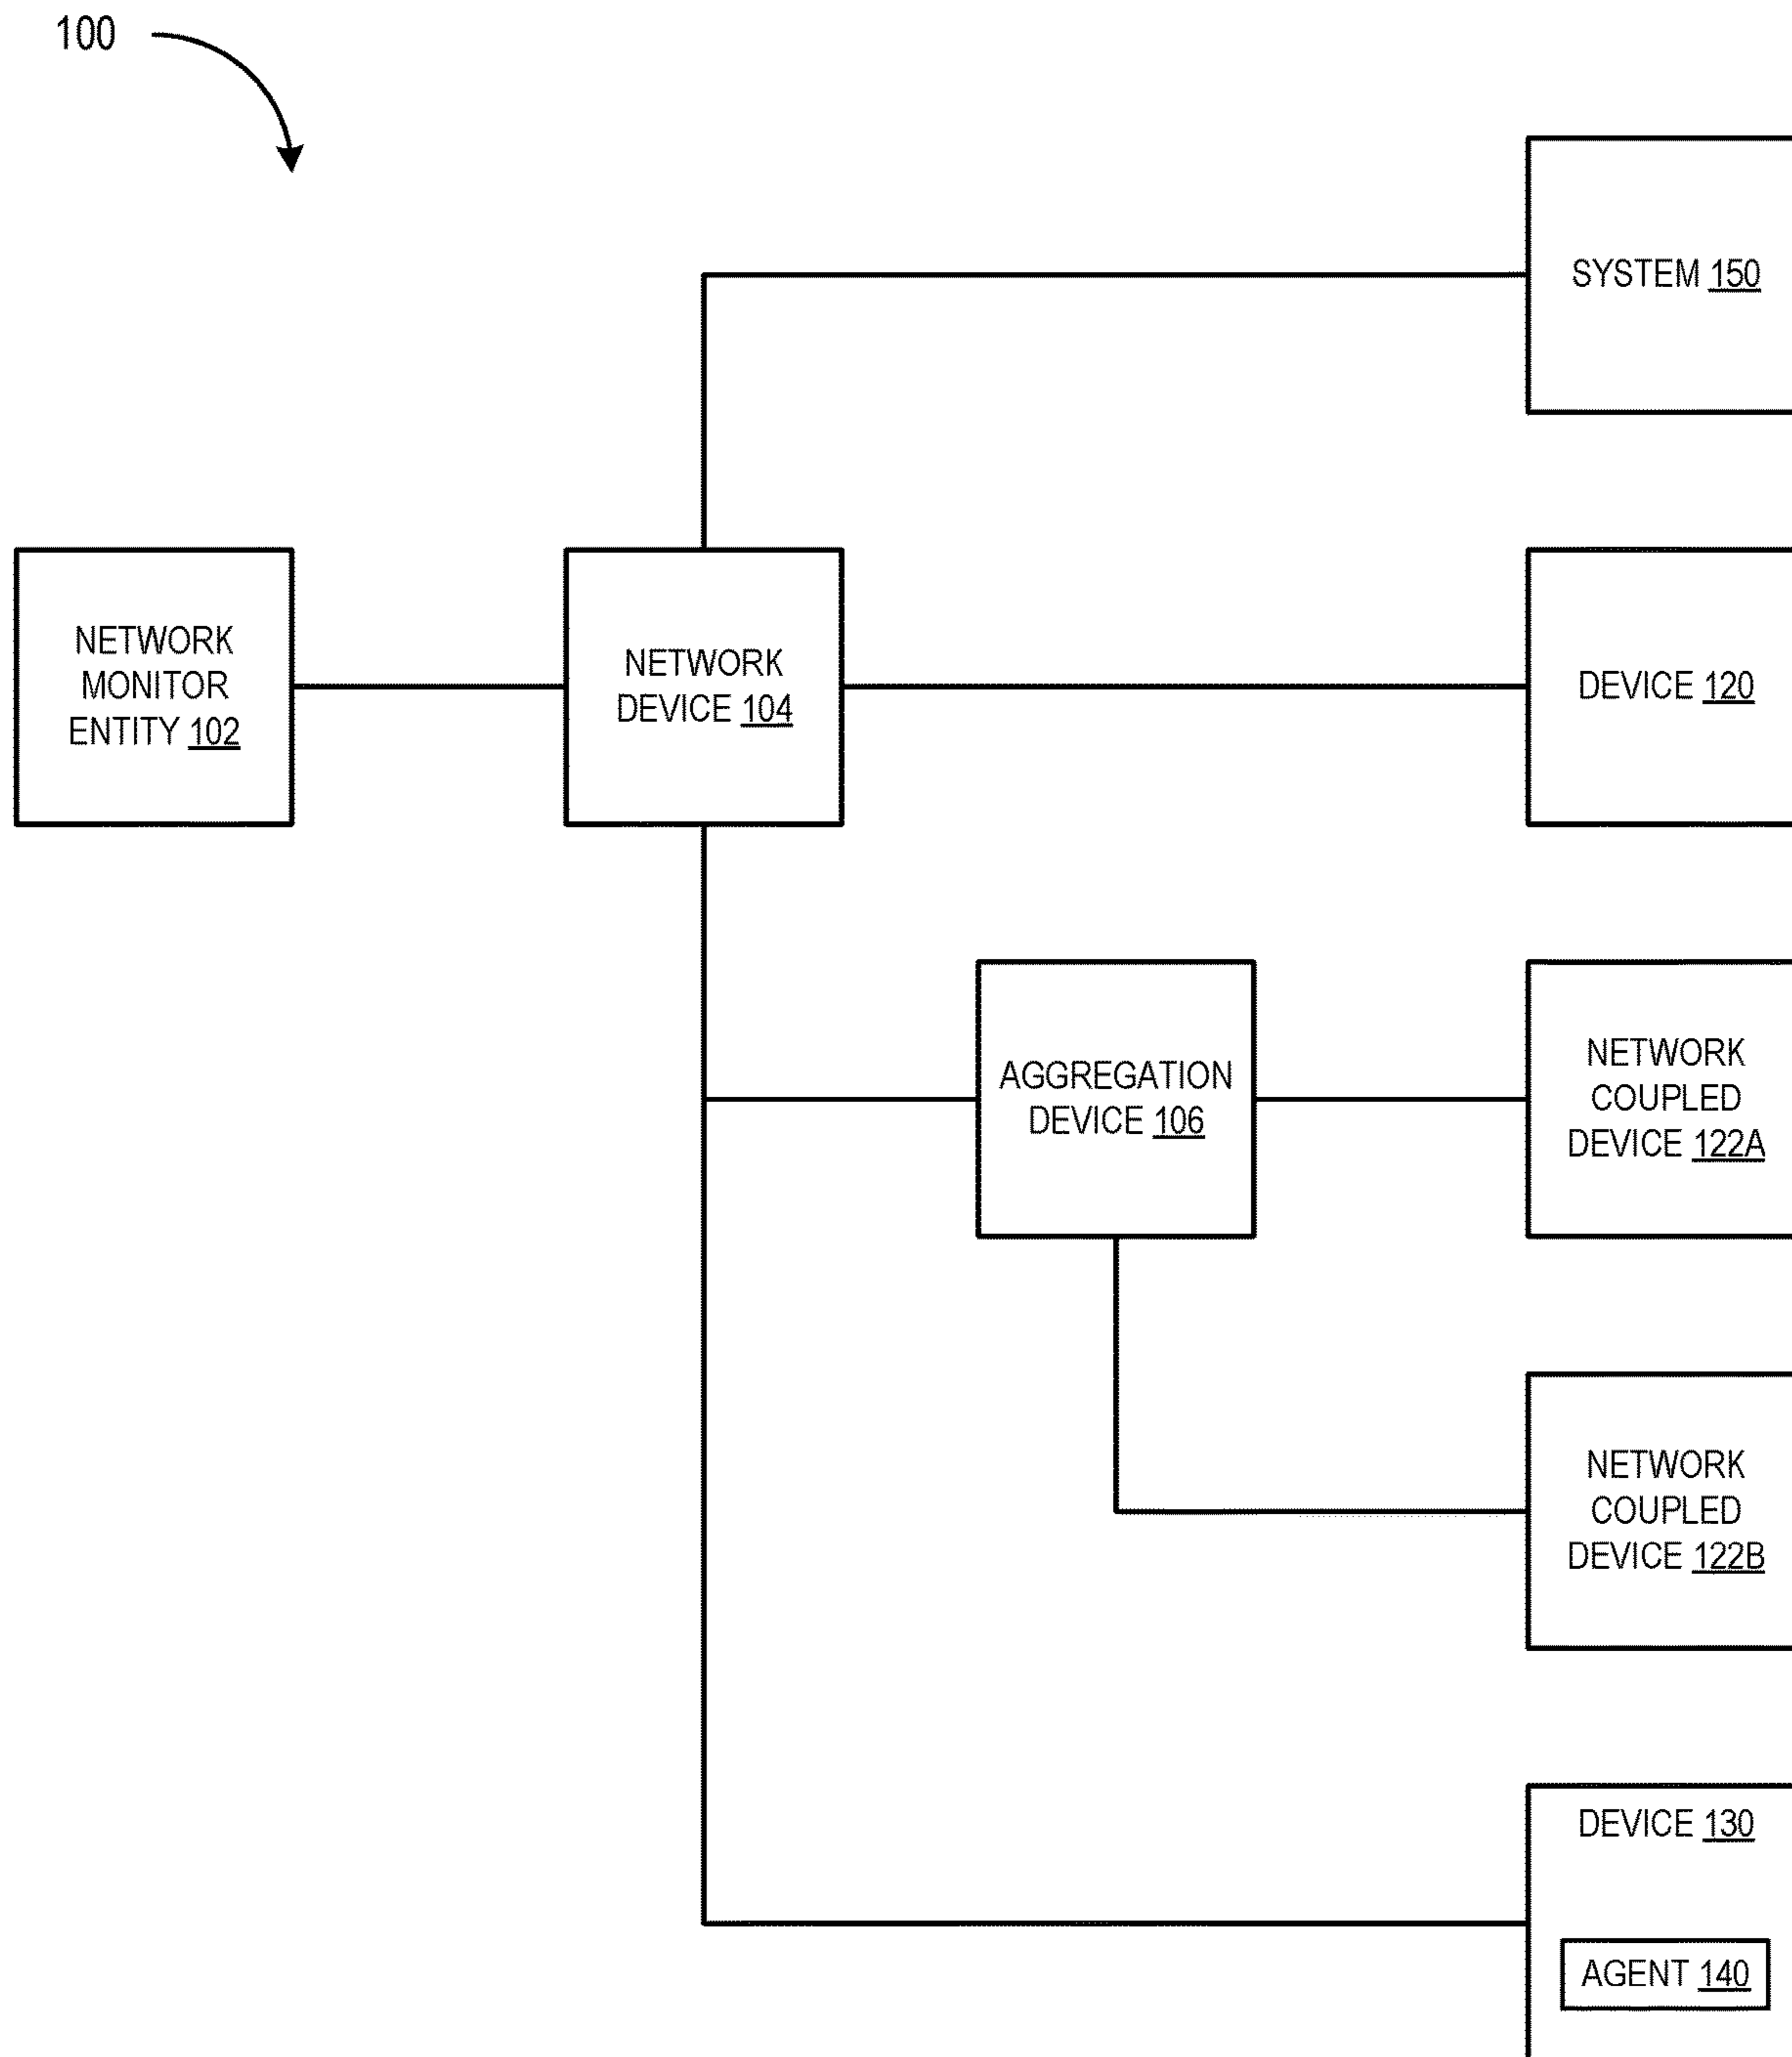 100
SYSTEM 150
NETWORK
MONITOR
ENTITY 102
NETWORK
DEVICE 104
DEVICE 120
AGGREGATION
DEVICE 106
NETWORK
COUPLED
DEVICE 122A
NETWORK
COUPLED
DEVICE 122B
DEVICE 130
AGENT 140